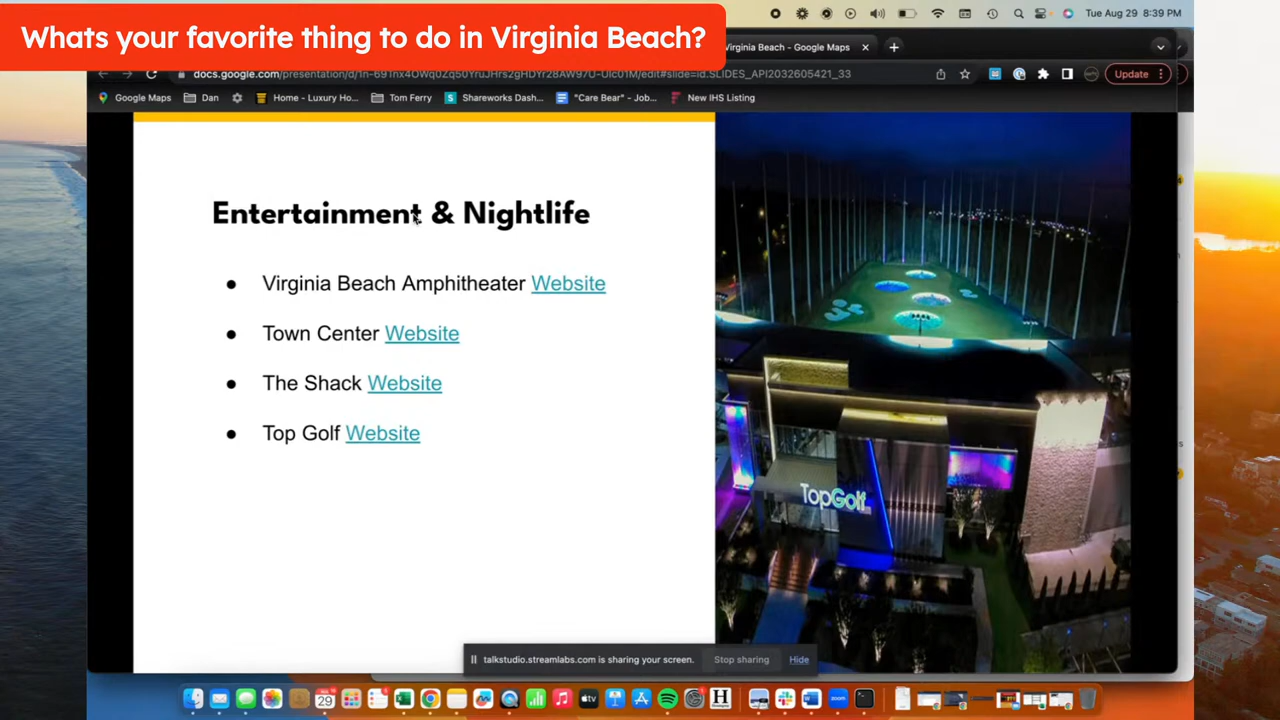 Whats your favorite thing to do in Virginia Beach?
Tue Aug 29 8:39 PM
Virginia Beach - Google Maps
Update
Google Maps
Dan
Home - Luxury Ho...
Tom Ferry
Shareworks Dash...
"Care Bear" - Job...
New IHS Listing
Entertainment & Nightlife
● Virginia Beach Amphitheater Website
● Town Center Website
● The Shack Website
● Top Golf Website
TopGolf
talkstudio.streamlabs.com is sharing your screen.
Stop sharing
Hide
29